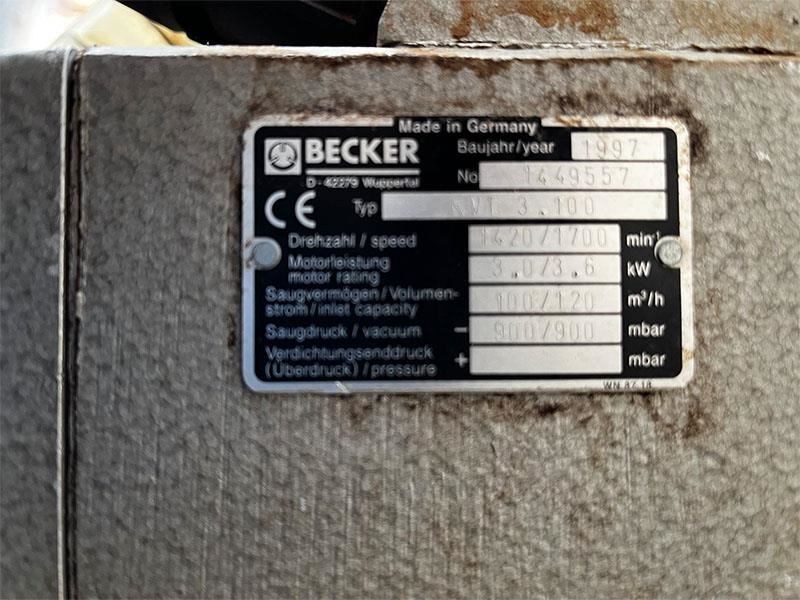 Made in Germany
BECKER
Baujahr/year 1997
D-42279 Wuppertal
No 1449557
CE
Typ KVT 3.100
Drehzahl / speed 1420/1700 min-¹
Motorleistung
motor rating 3.0/3.6 kW
Saugvermögen/Volumen-
strom/inlet capacity 100/120 m³/h
Saugdruck / vacuum - 900/900 mbar
Verdichtungsenddruck
(Überdruck) / pressure + mbar
WN 87.18